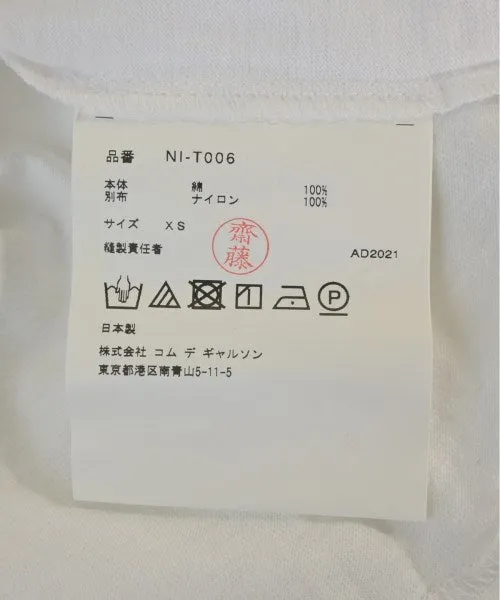 品番 NI-T006
本体 綿 100%
別布 ナイロン 100%
サイズ XS
縫製責任者 齋藤 AD2021
P
日本製
株式会社 コム デ ギャルソン
東京都港区南青山5-11-5